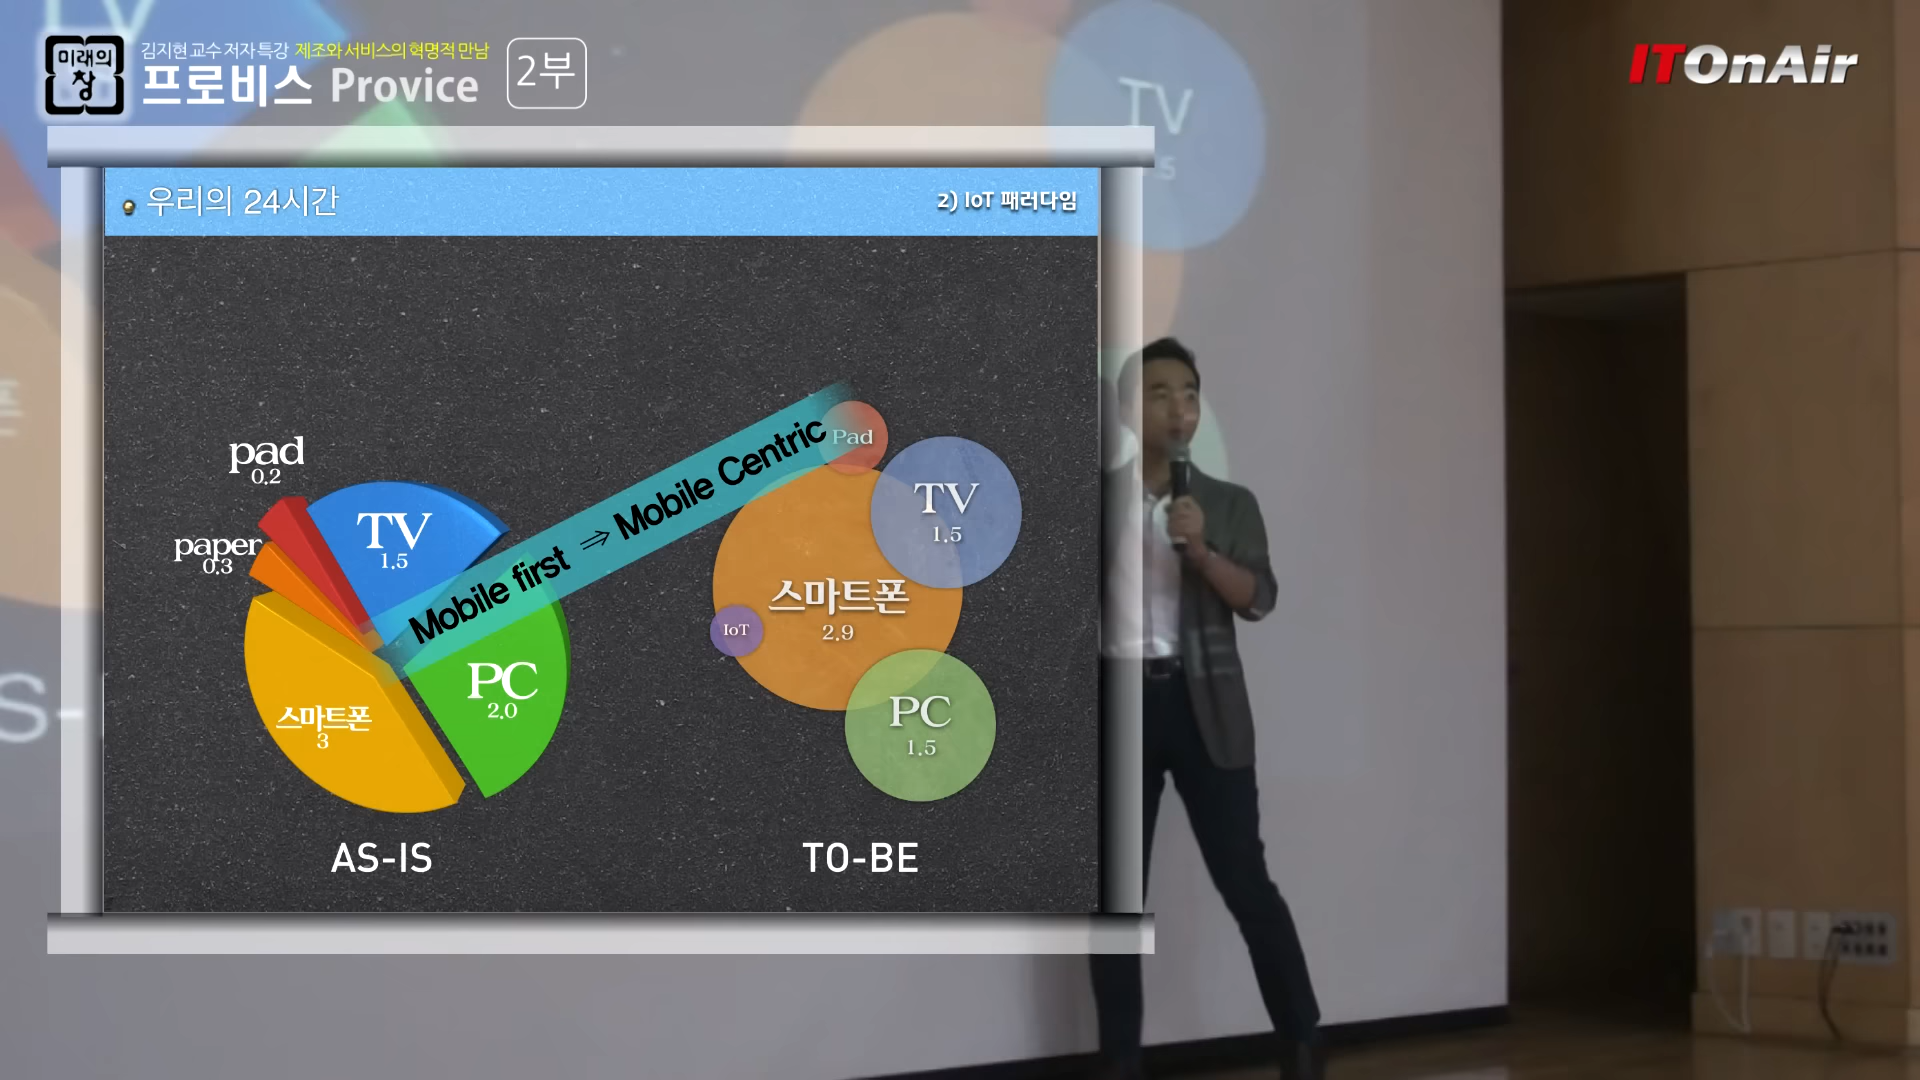 미래의
창
김지현 교수 저자 특강 제조와 서비스의 혁명적 만남
프로비스 Provice
2부
ITOnAir
TV
우리의 24시간
2) IoT 패러다임
pad
0.2
paper
0.3
TV
1.5
스마트폰
3
PC
2.0
Mobile first ⇒ Mobile Centric
Pad
TV
1.5
스마트폰
2.9
IoT
PC
1.5
AS-IS
TO-BE
TV
S-